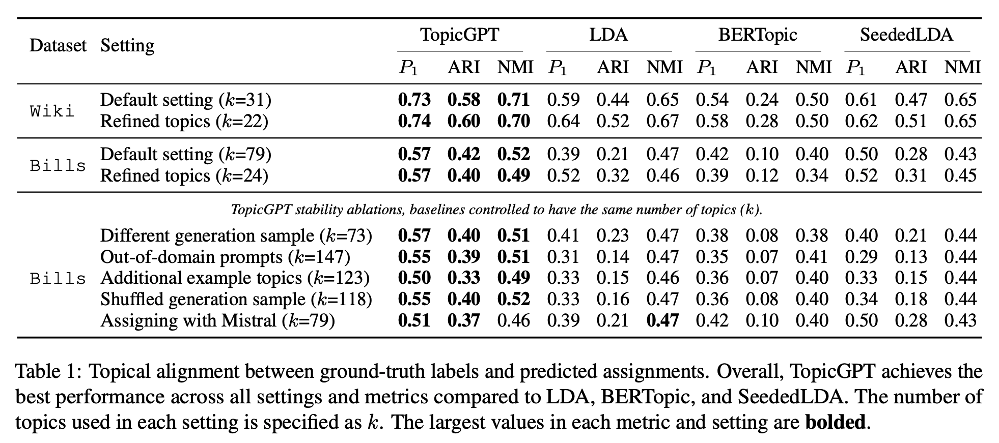 TopicGPT LDA BERTopic SeededLDA
Dataset Setting
P1 ARI NMI P1 ARI NMI P1 ARI NMI P1 ARI NMI
Wiki
Default setting (k=31) 0.73 0.58 0.71 0.59 0.44 0.65 0.54 0.24 0.50 0.61 0.47 0.65
Refined topics (k=22) 0.74 0.60 0.70 0.64 0.52 0.67 0.58 0.28 0.50 0.62 0.51 0.65
Bills
Default setting (k=79) 0.57 0.42 0.52 0.39 0.21 0.47 0.42 0.10 0.40 0.50 0.28 0.43
Refined topics (k=24) 0.57 0.40 0.49 0.52 0.32 0.46 0.39 0.12 0.34 0.52 0.31 0.45
TopicGPT stability ablations, baselines controlled to have the same number of topics (k).
Bills
Different generation sample (k=73) 0.57 0.40 0.51 0.41 0.23 0.47 0.38 0.08 0.38 0.40 0.21 0.44
Out-of-domain prompts (k=147) 0.55 0.39 0.51 0.31 0.14 0.47 0.35 0.07 0.41 0.29 0.13 0.44
Additional example topics (k=123) 0.50 0.33 0.49 0.33 0.15 0.46 0.36 0.07 0.40 0.33 0.15 0.44
Shuffled generation sample (k=118) 0.55 0.40 0.52 0.33 0.16 0.47 0.36 0.08 0.40 0.34 0.18 0.44
Assigning with Mistral (k=79) 0.51 0.37 0.46 0.39 0.21 0.47 0.42 0.10 0.40 0.50 0.28 0.43
Table 1: Topical alignment between ground-truth labels and predicted assignments. Overall, TopicGPT achieves the
best performance across all settings and metrics compared to LDA, BERTopic, and SeededLDA. The number of
topics used in each setting is specified as k. The largest values in each metric and setting are bolded.